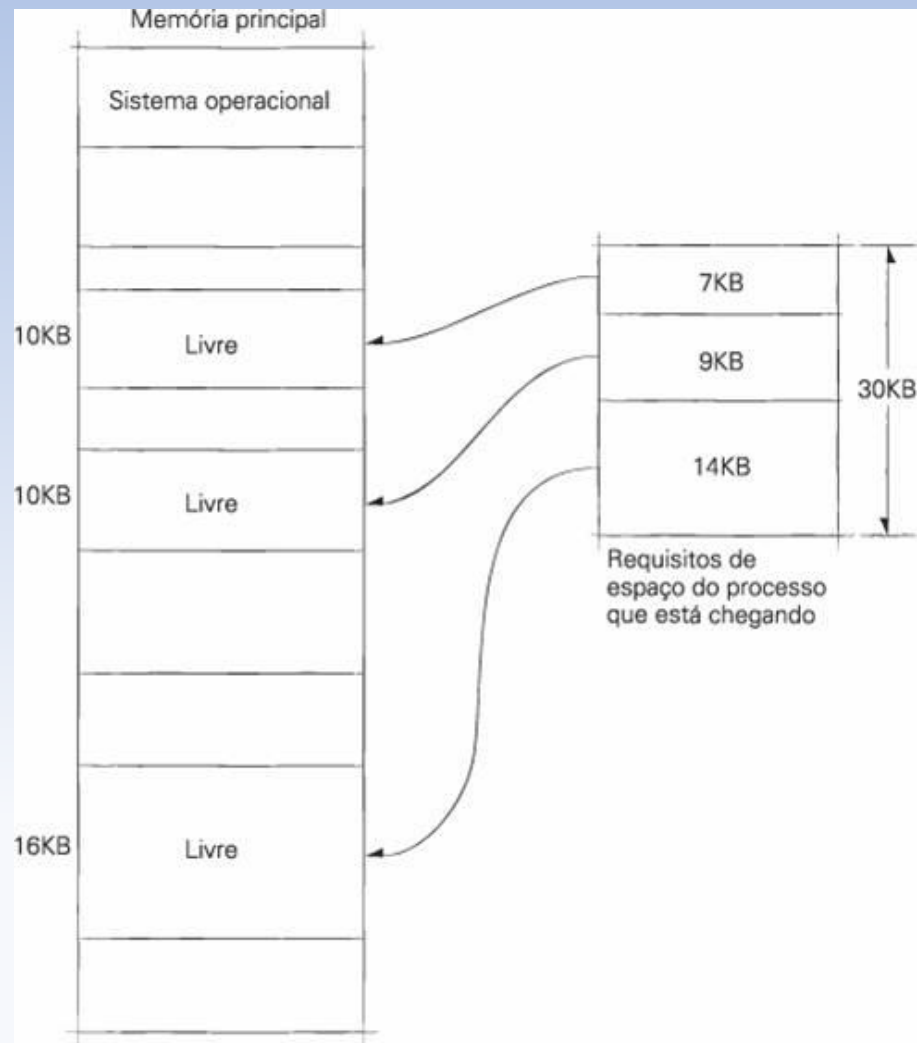 Memória principal
Sistema operacional
10KB
Livre
10KB
Livre
16KB
Livre
7KB
9KB
14KB
30KB
Requisitos de
espaço do processo
que está chegando